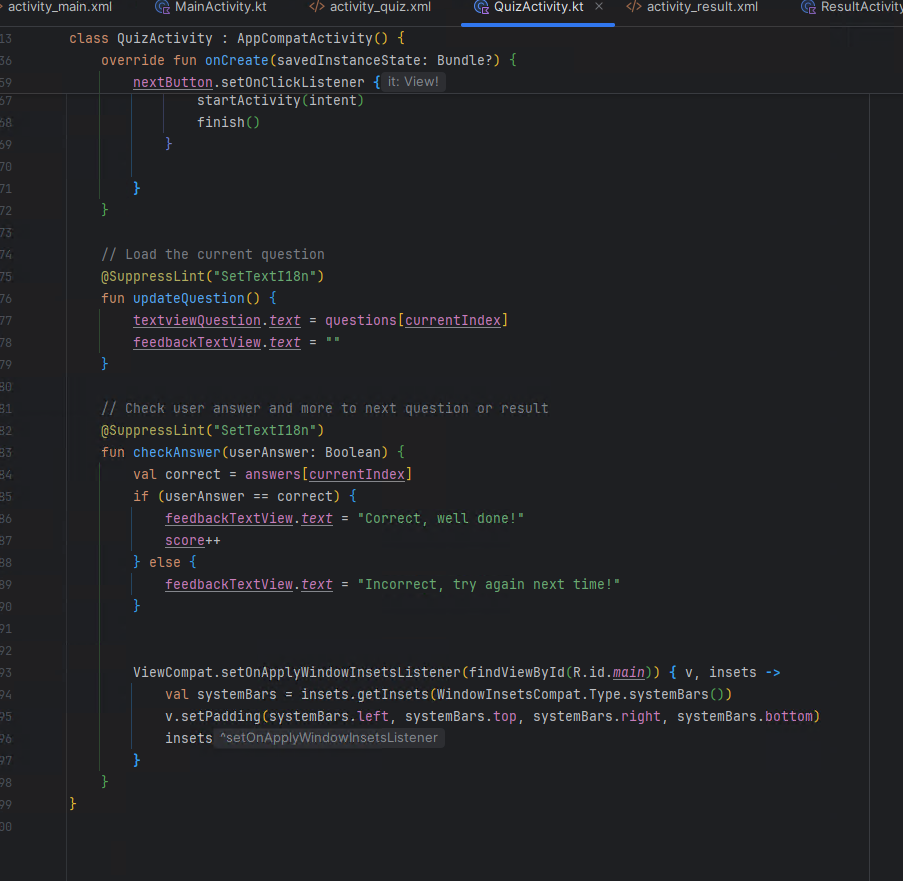 activity_main.xml MainActivity.kt </> activity_quiz.xml QuizActivity.kt × </> activity_result.xml ResultActivity
13 class QuizActivity : AppCompatActivity() {
36 override fun onCreate(savedInstanceState: Bundle?) {
59 nextButton.setOnClickListener { it: View!
67 startActivity(intent)
68 finish()
69 }
70
71 }
72 }
73
74 // Load the current question
75 @SuppressLint("SetTextI18n")
76 fun updateQuestion() {
77 textviewQuestion.text = questions[currentIndex]
78 feedbackTextView.text = ""
79 }
80
81 // Check user answer and more to next question or result
82 @SuppressLint("SetTextI18n")
83 fun checkAnswer(userAnswer: Boolean) {
84 val correct = answers[currentIndex]
85 if (userAnswer == correct) {
86 feedbackTextView.text = "Correct, well done!"
87 score++
88 } else {
89 feedbackTextView.text = "Incorrect, try again next time!"
90 }
91
92
93 ViewCompat.setOnApplyWindowInsetsListener(findViewById(R.id.main)) { v, insets ->
94 val systemBars = insets.getInsets(WindowInsetsCompat.Type.systemBars())
95 v.setPadding(systemBars.left, systemBars.top, systemBars.right, systemBars.bottom)
96 insets ^setOnApplyWindowInsetsListener
97 }
98 }
99 }
00